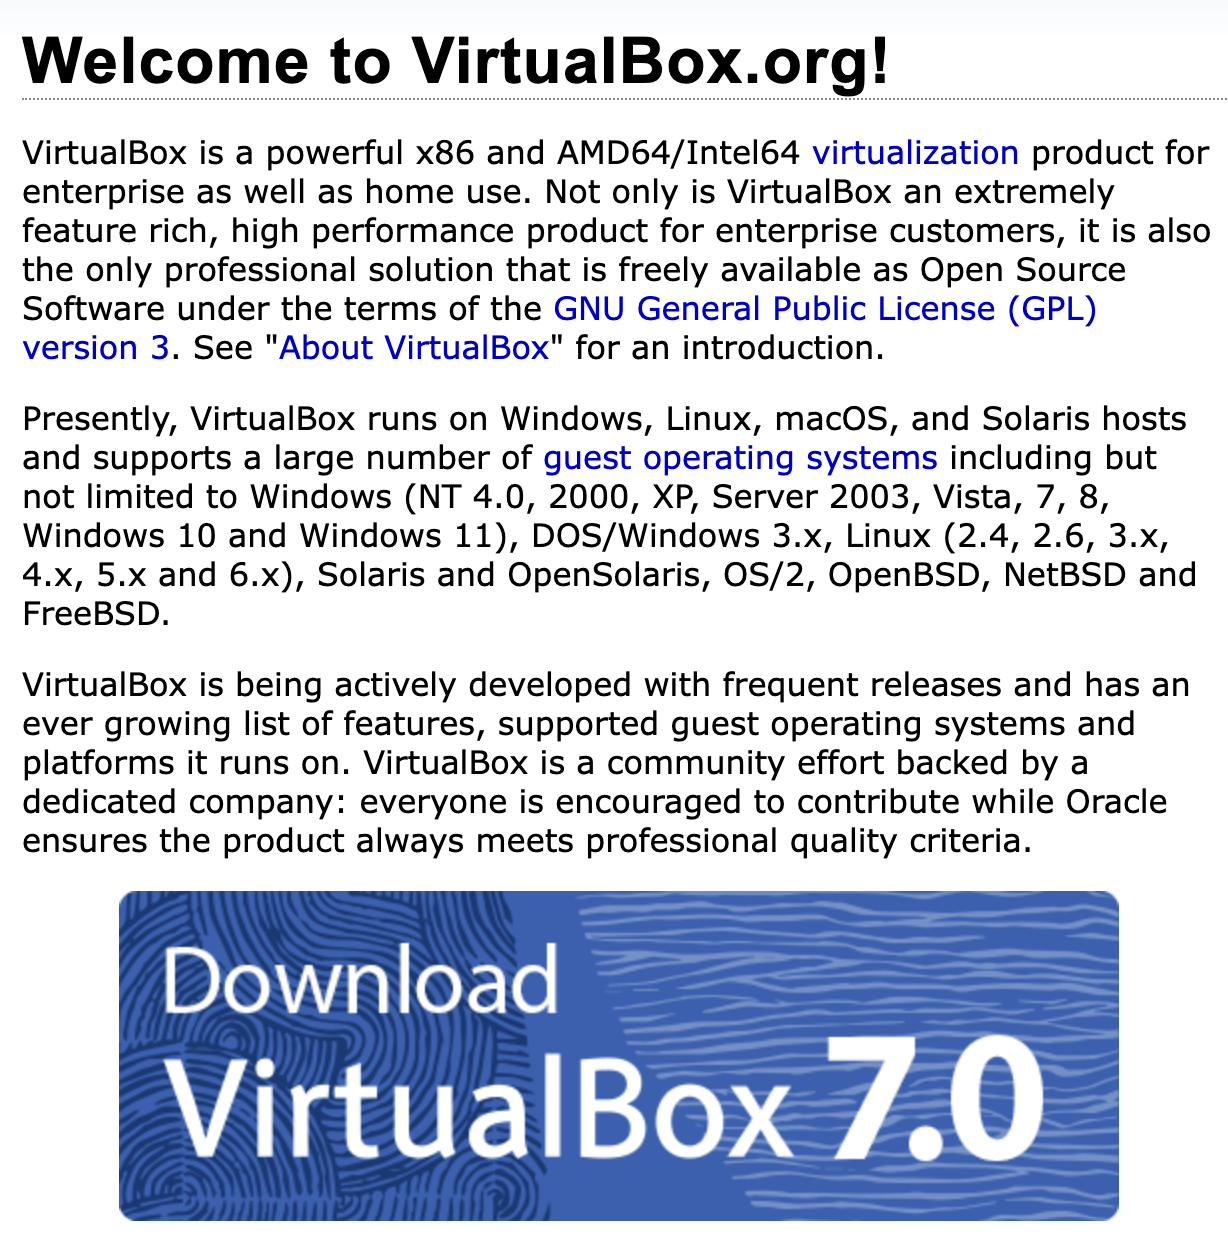 Welcome to VirtualBox.org!
VirtualBox is a powerful x86 and AMD64/Intel64 virtualization product for
enterprise as well as home use. Not only is VirtualBox an extremely
feature rich, high performance product for enterprise customers, it is also
the only professional solution that is freely available as Open Source
Software under the terms of the GNU General Public License (GPL)
version 3. See "About VirtualBox" for an introduction.
Presently, VirtualBox runs on Windows, Linux, macOS, and Solaris hosts
and supports a large number of guest operating systems including but
not limited to Windows (NT 4.0, 2000, XP, Server 2003, Vista, 7, 8,
Windows 10 and Windows 11), DOS/Windows 3.x, Linux (2.4, 2.6, 3.x,
4.x, 5.x and 6.x), Solaris and OpenSolaris, OS/2, OpenBSD, NetBSD and
FreeBSD.
VirtualBox is being actively developed with frequent releases and has an
ever growing list of features, supported guest operating systems and
platforms it runs on. VirtualBox is a community effort backed by a
dedicated company: everyone is encouraged to contribute while Oracle
ensures the product always meets professional quality criteria.
Download
VirtualBox 7.0